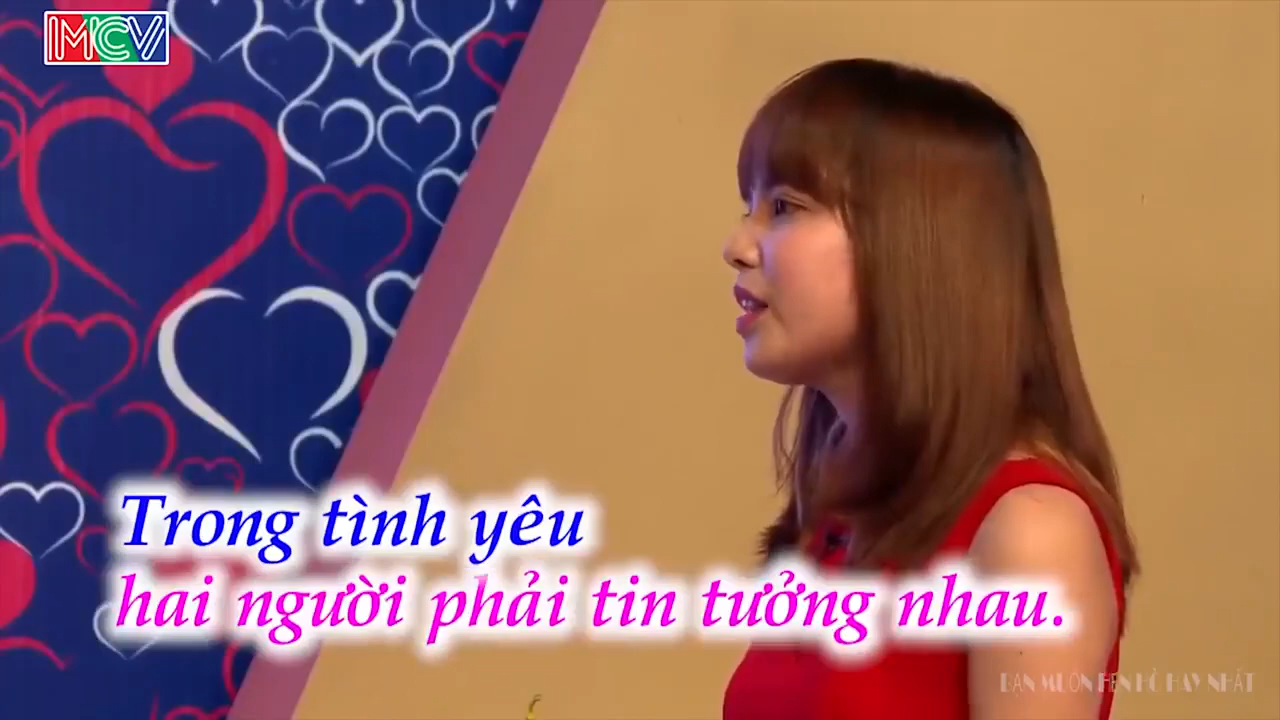 MCV
Trong tình yêu
hai người phải tin tưởng nhau.
BẠN MUỐN HẸN HÒ HAY NHẤT